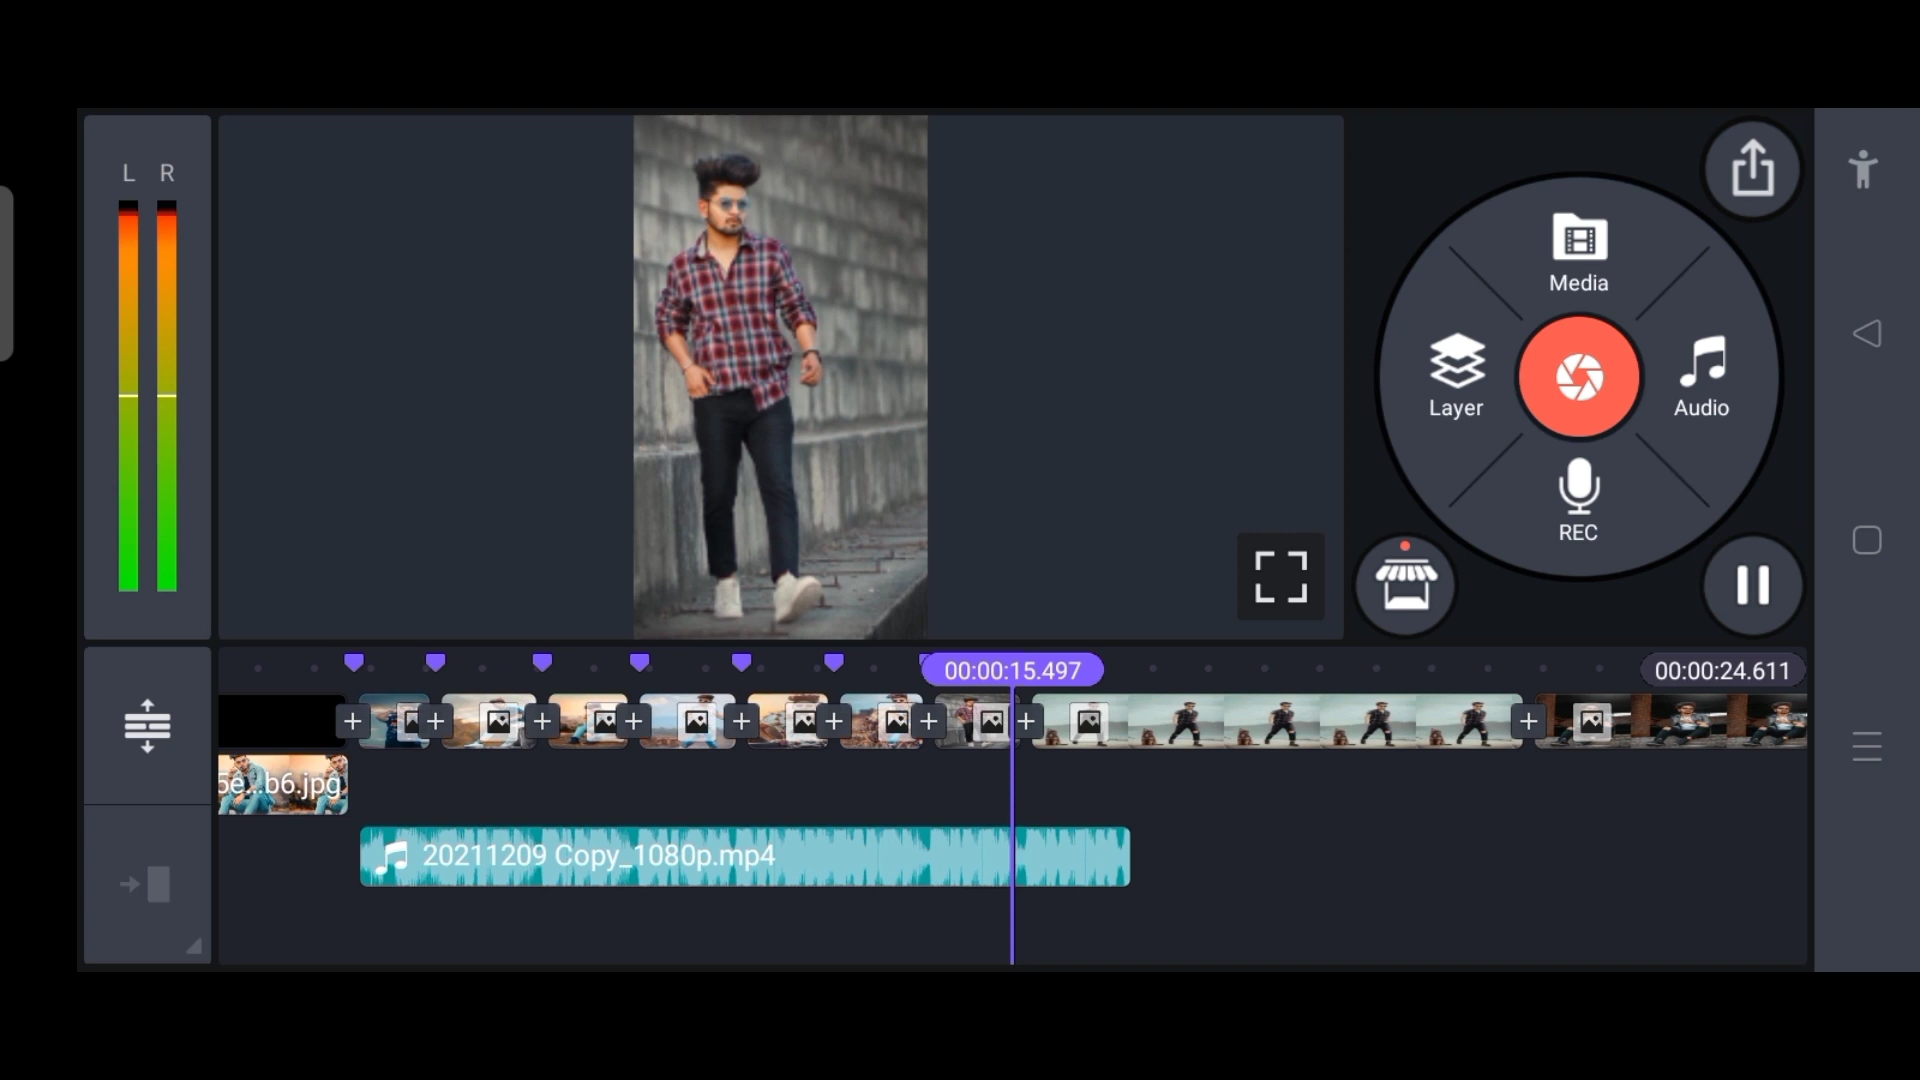 L R
Media
Layer
Audio
REC
00:00:15.497
00:00:24.611
5e...b6.jpg
20211209 Copy_1080p.mp4